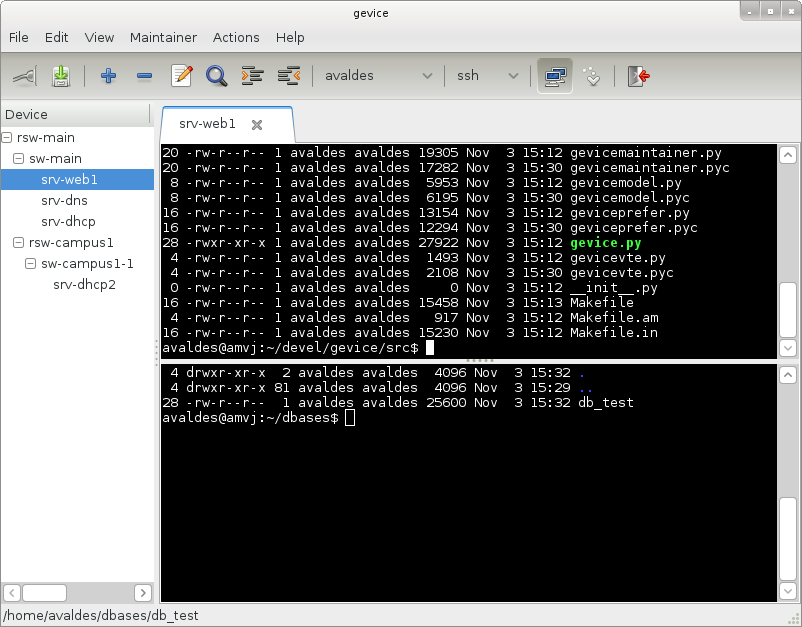 gevice
File Edit View Maintainer Actions Help
avaldes ssh
Device
rsw-main
sw-main
srv-web1
srv-dns
srv-dhcp
rsw-campus1
sw-campus1-1
srv-dhcp2
srv-web1
20 -rw-r--r-- 1 avaldes avaldes 19305 Nov  3 15:12 gevicemaintainer.py
20 -rw-r--r-- 1 avaldes avaldes 17282 Nov  3 15:30 gevicemaintainer.pyc
 8 -rw-r--r-- 1 avaldes avaldes  5953 Nov  3 15:12 gevicemodel.py
 8 -rw-r--r-- 1 avaldes avaldes  6195 Nov  3 15:30 gevicemodel.pyc
16 -rw-r--r-- 1 avaldes avaldes 13154 Nov  3 15:12 geviceprefer.py
16 -rw-r--r-- 1 avaldes avaldes 12294 Nov  3 15:30 geviceprefer.pyc
28 -rwxr-xr-x 1 avaldes avaldes 27922 Nov  3 15:12 gevice.py
 4 -rw-r--r-- 1 avaldes avaldes  1493 Nov  3 15:12 gevicevte.py
 4 -rw-r--r-- 1 avaldes avaldes  2108 Nov  3 15:30 gevicevte.pyc
 0 -rw-r--r-- 1 avaldes avaldes     0 Nov  3 15:12 __init__.py
16 -rw-r--r-- 1 avaldes avaldes 15458 Nov  3 15:13 Makefile
 4 -rw-r--r-- 1 avaldes avaldes   917 Nov  3 15:12 Makefile.am
16 -rw-r--r-- 1 avaldes avaldes 15230 Nov  3 15:12 Makefile.in
avaldes@amvj:~/devel/gevice/src$
 4 drwxr-xr-x  2 avaldes avaldes  4096 Nov  3 15:32 .
 4 drwxr-xr-x 81 avaldes avaldes  4096 Nov  3 15:29 ..
28 -rw-r--r--  1 avaldes avaldes 25600 Nov  3 15:32 db_test
avaldes@amvj:~/dbases$
/home/avaldes/dbases/db_test